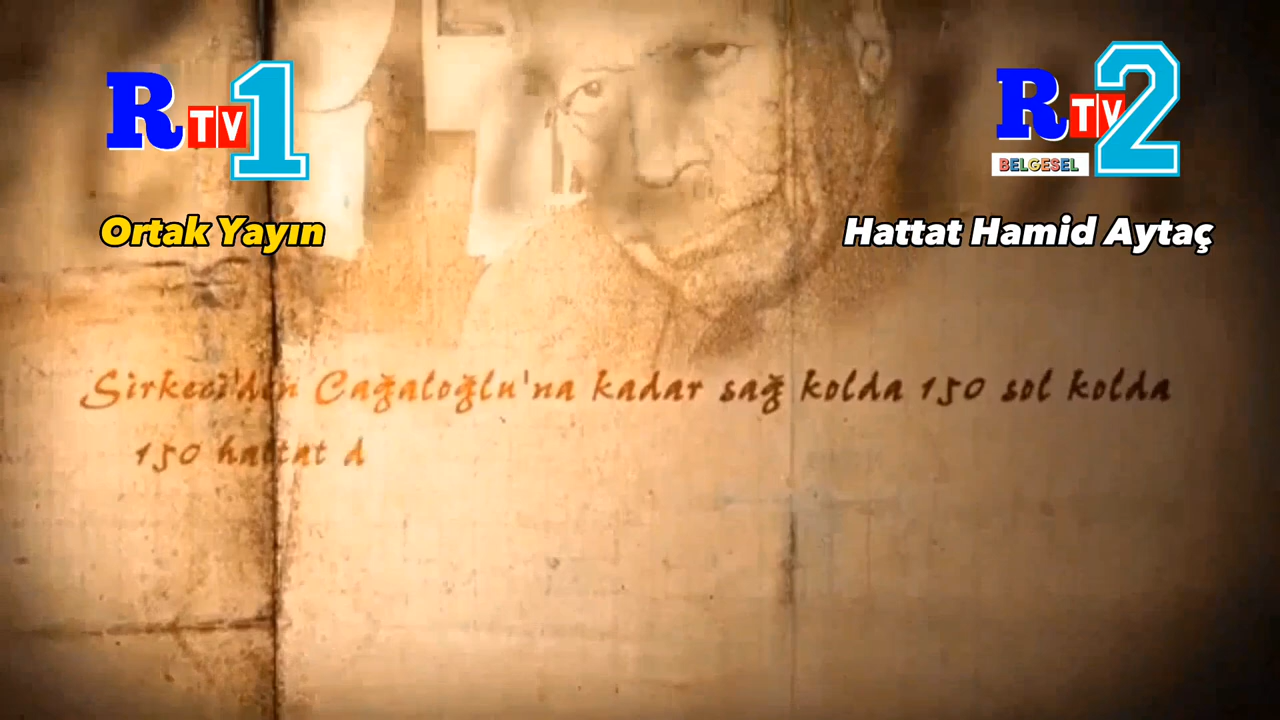 RTV1
RTV2
BELGESEL
Ortak Yayın
Hattat Hamid Aytaç
Sirkeci'den Cağaloğlu'na kadar sağ kolda 150 sol kolda
150 hattat d